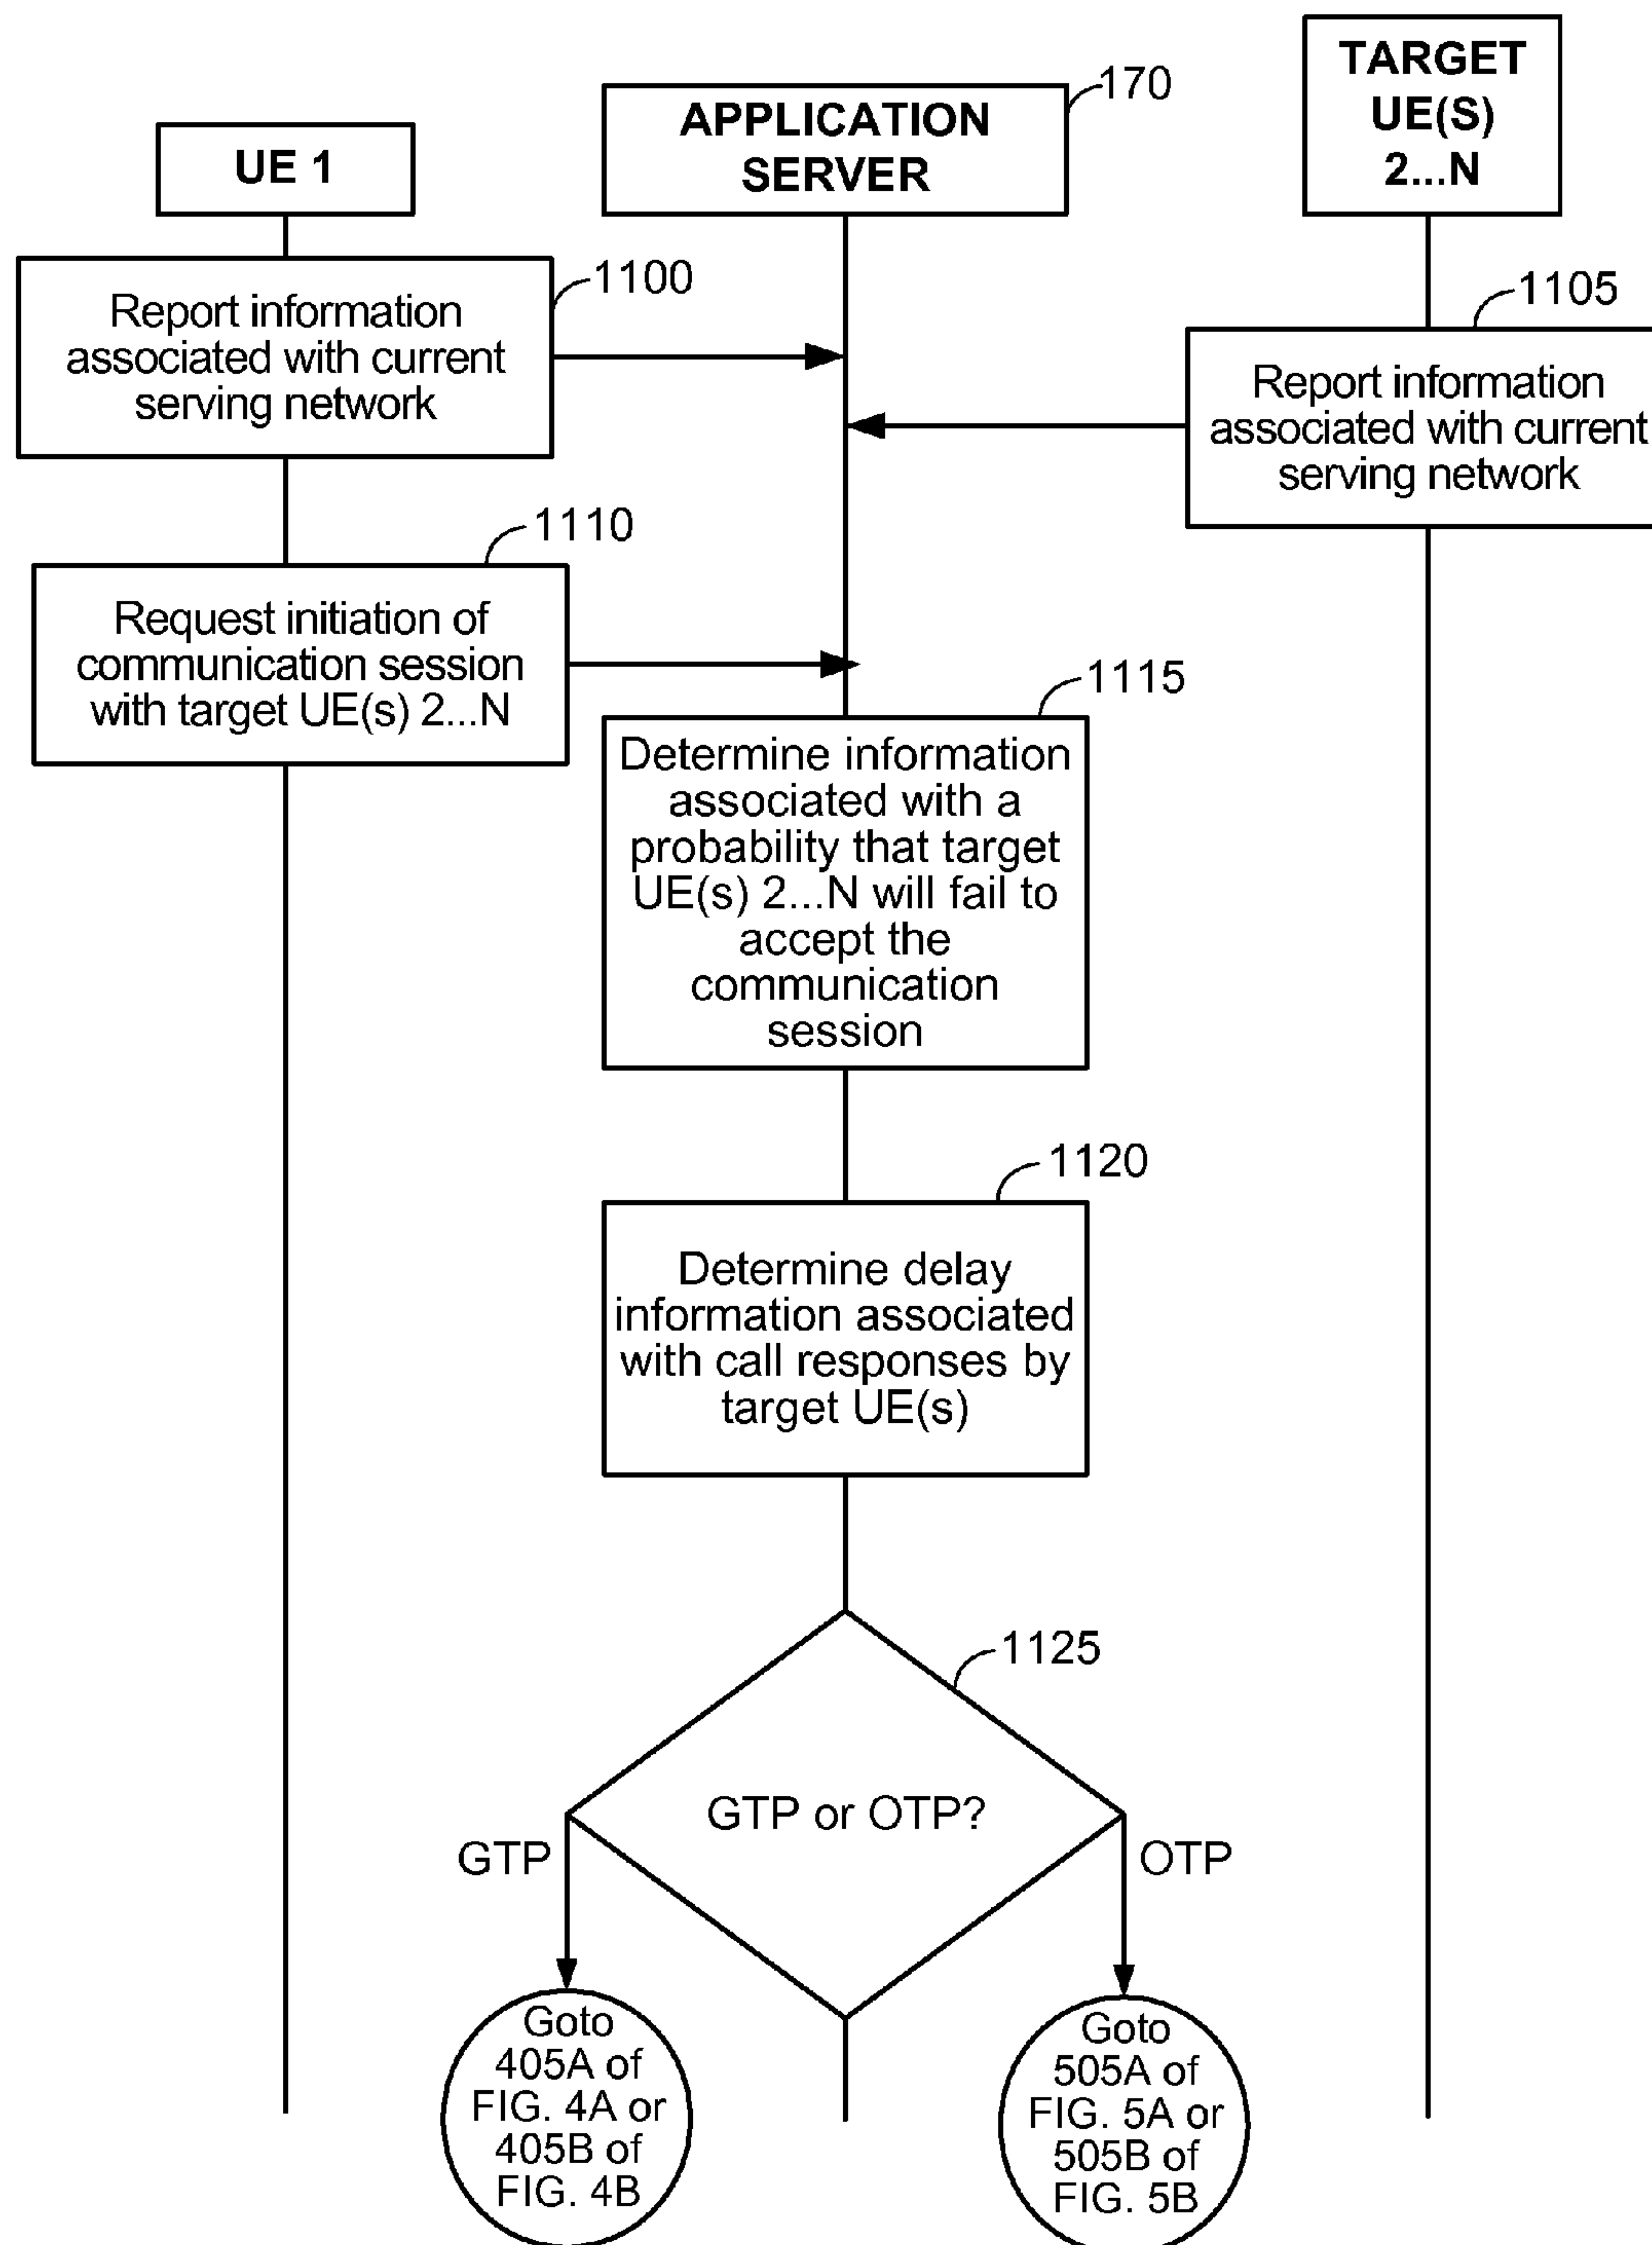 TARGET
UE(S)
2...N
170
APPLICATION
SERVER
UE 1
1100
Report information
associated with current
serving network
1105
Report information
associated with current
serving network
1110
Request initiation of
communication session
with target UE(s) 2...N
1115
Determine information
associated with a
probability that target
UE(s) 2...N will fail to
accept the
communication
session
1120
Determine delay
information associated
with call responses by
target UE(s)
1125
GTP or OTP?
GTP
OTP
Goto
405A of
FIG. 4A or
405B of
FIG. 4B
Goto
505A of
FIG. 5A or
505B of
FIG. 5B